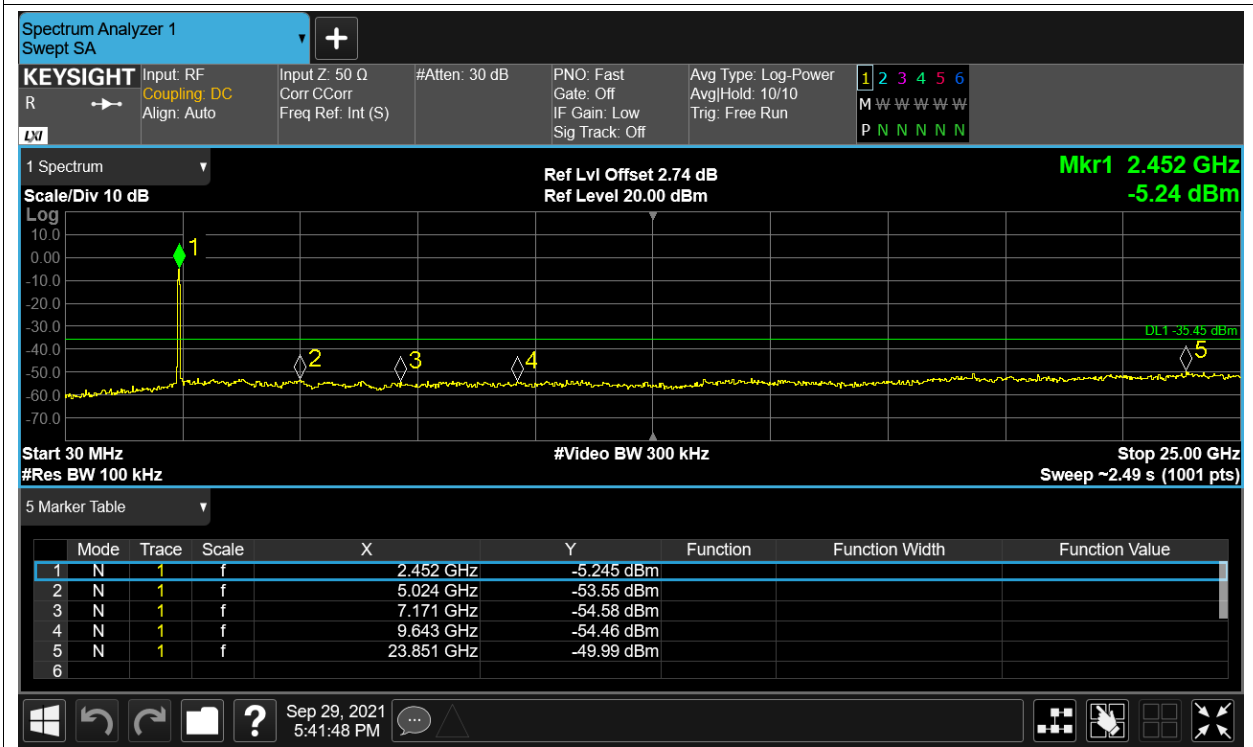 Spectrum Analyzer 1
Swept SA
+
KEYSIGHT Input: RF Input Z: 50 Ω #Atten: 30 dB PNO: Fast Avg Type: Log-Power 1 2 3 4 5 6
R Coupling: DC Corr CCorr Gate: Off Avg|Hold: 10/10 M W W W W W
Align: Auto Freq Ref: Int (S) IF Gain: Low Trig: Free Run
LXI Sig Track: Off P N N N N N
1 Spectrum Ref Lvl Offset 2.74 dB Mkr1 2.452 GHz
Scale/Div 10 dB Ref Level 20.00 dBm -5.24 dBm
Log
10.0 1
0.00
-10.0
-20.0
-30.0 DL1 -35.45 dBm
-40.0 2 3 4 5
-50.0
-60.0
-70.0
Start 30 MHz #Video BW 300 kHz Stop 25.00 GHz
#Res BW 100 kHz Sweep ~2.49 s (1001 pts)
5 Marker Table
Mode Trace Scale X Y Function Function Width Function Value
1 N 1 f 2.452 GHz -5.245 dBm
2 N 1 f 5.024 GHz -53.55 dBm
3 N 1 f 7.171 GHz -54.58 dBm
4 N 1 f 9.643 GHz -54.46 dBm
5 N 1 f 23.851 GHz -49.99 dBm
6
? Sep 29, 2021
5:41:48 PM